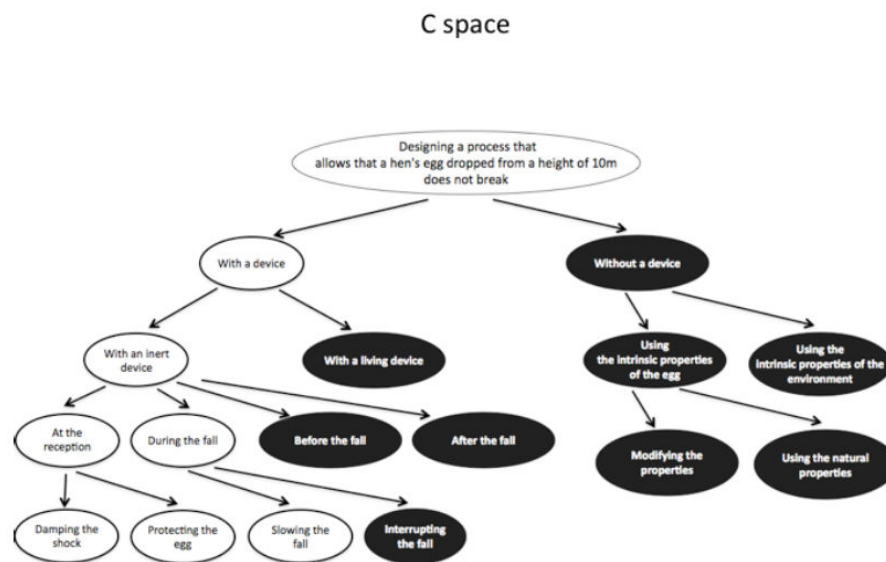 C space
Designing a process that
allows that a hen's egg dropped from a height of 10m
does not break
With a device
Without a device
With an inert
device
With a living device
Using
the intrinsic properties
of the egg
Using the
intrinsic properties of the
environment
At the
reception
During the fall
Before the fall
After the fall
Modifying the
properties
Using the natural
properties
Damping the
shock
Protecting the
egg
Slowing the
fall
Interrupting
the fall